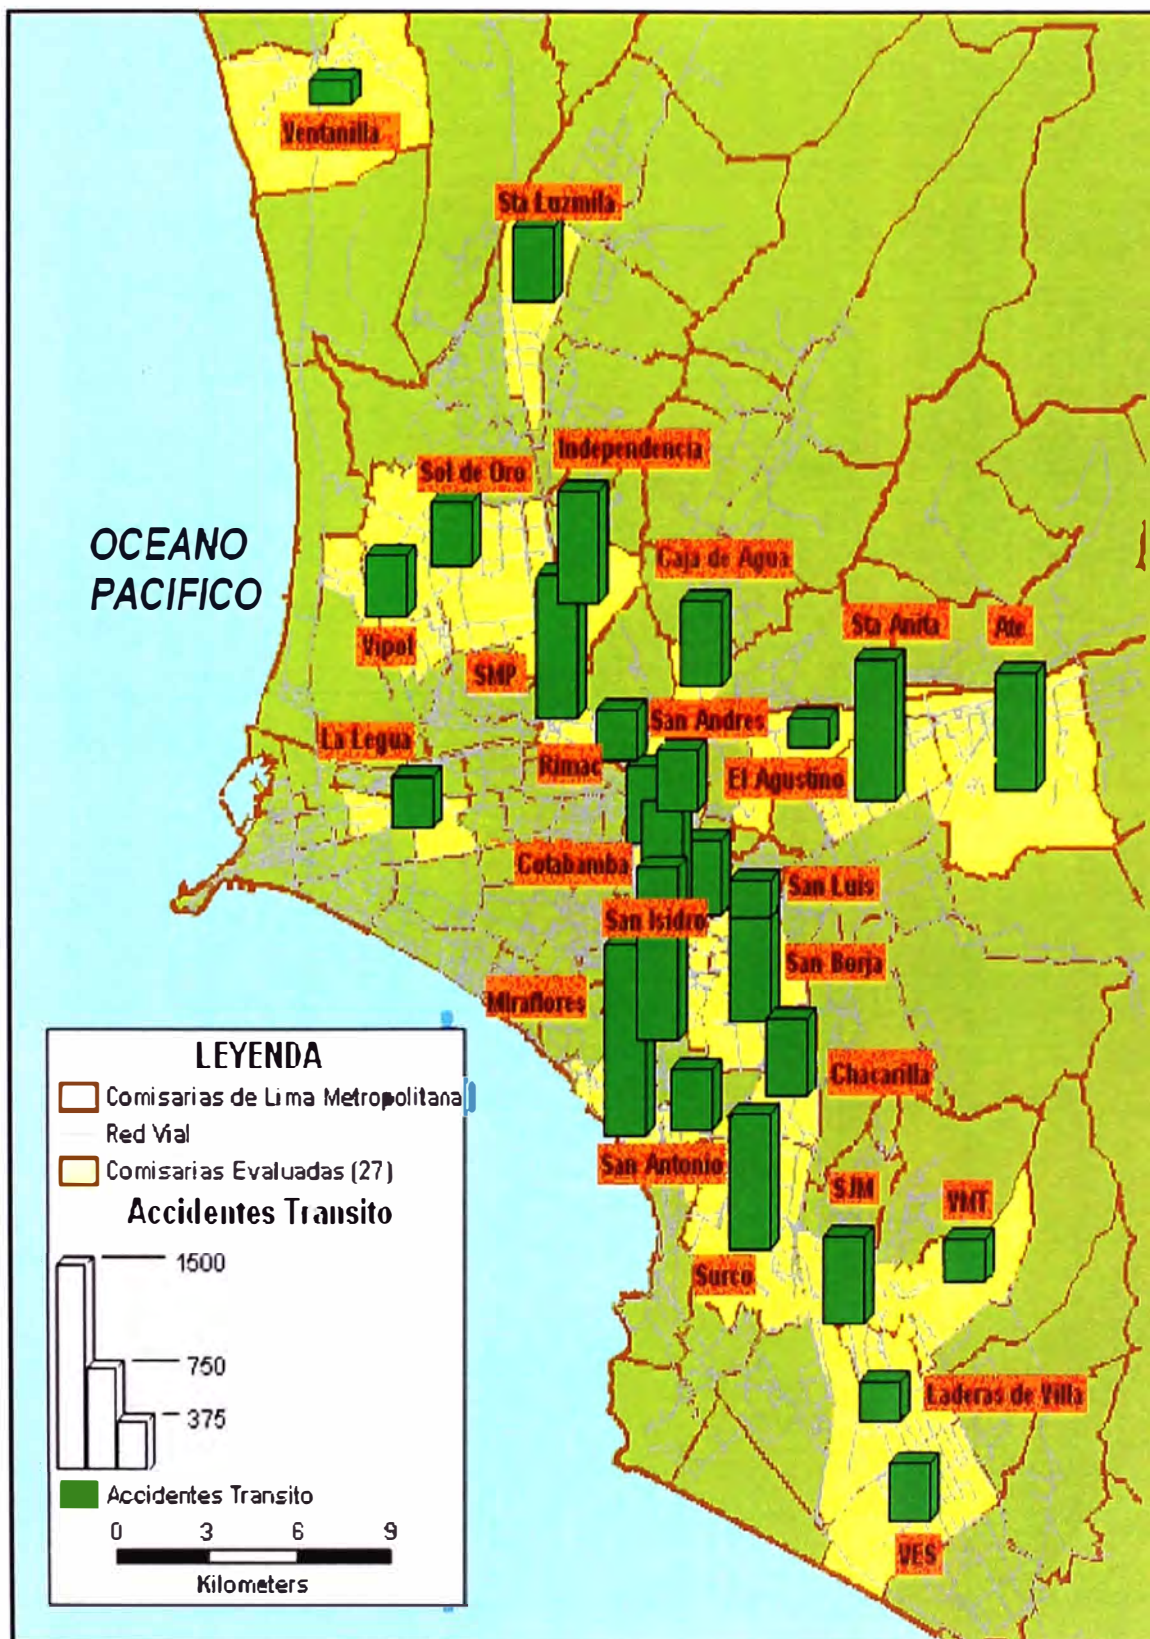 Ventanilla
Sta Luzmila
Independencia
Sol de Oro
OCEANO
PACIFICO
Caja de Agua
Sta Anita
Ate
Vipol
SMP
San Andres
La Legua
Rimac
El Agustino
Cotabamba
San Luis
San Isidro
San Borja
Miraflores
Chacarilla
San Antonio
SJM
VMT
Surco
Laderas de Villa
VES
LEYENDA
Comisarias de Lima Metropolitana
Red Vial
Comisarias Evaluadas (27)
Accidentes Transito
1500
750
375
Accidentes Transito
0 3 6 9
Kilometers